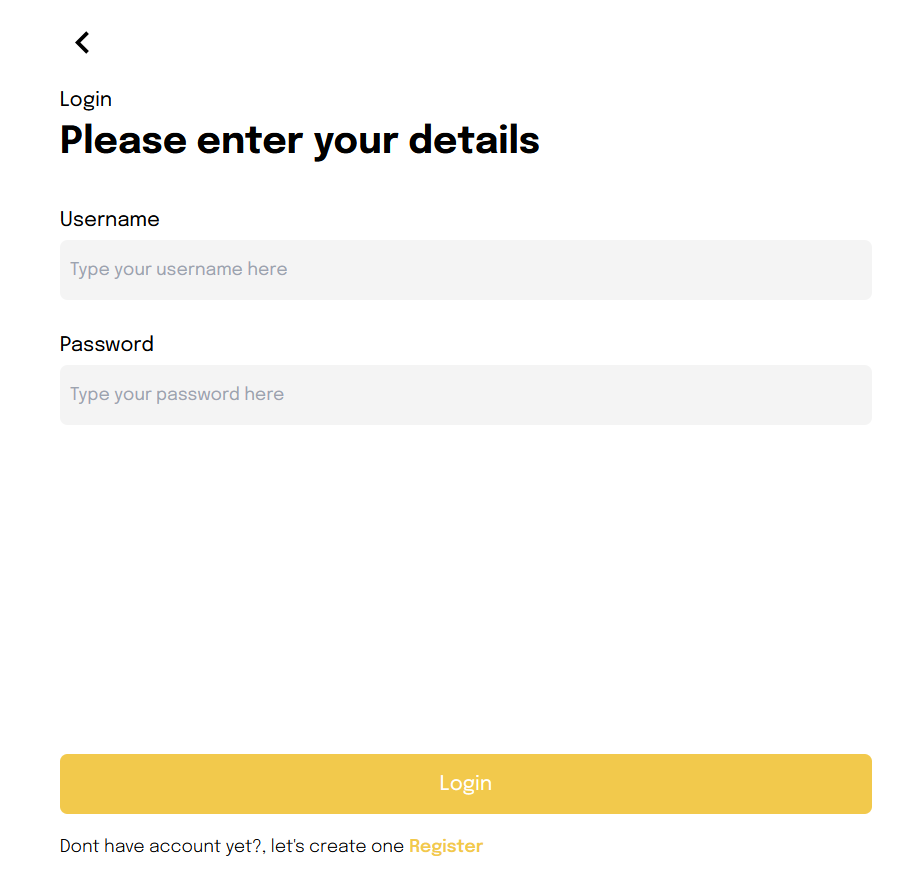 Login
Please enter your details
Username
Type your username here
Password
Type your password here
Login
Dont have account yet?, let's create one Register